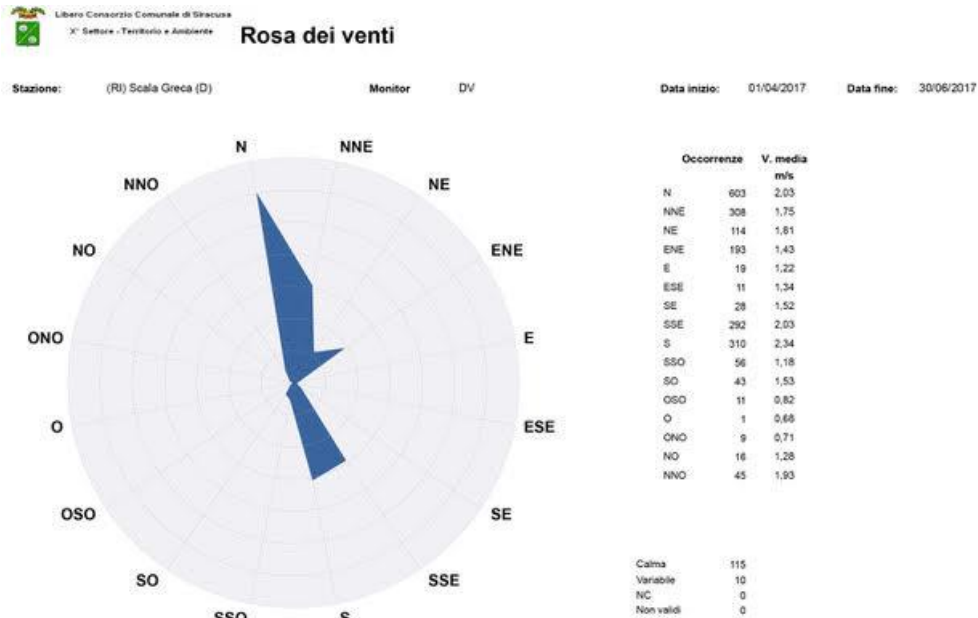 Libero Consorzio Comunale di Siracusa
X° Settore - Territorio e Ambiente
Rosa dei venti
Stazione: (RI) Scala Greca (D) Monitor DV Data inizio: 01/04/2017 Data fine: 30/06/2017
N NNE
NNO NE
NO ENE
ONO E
O ESE
OSO SE
SO SSE
SSO S
Occorrenze V. media
m/s
N 603 2,03
NNE 308 1,75
NE 114 1,81
ENE 193 1,43
E 19 1,22
ESE 11 1,34
SE 28 1,52
SSE 292 2,03
S 310 2,34
SSO 56 1,18
SO 43 1,53
OSO 11 0,82
O 1 0,68
ONO 9 0,71
NO 16 1,28
NNO 45 1,93
Calma 115
Variabile 10
NC 0
Non validi 0